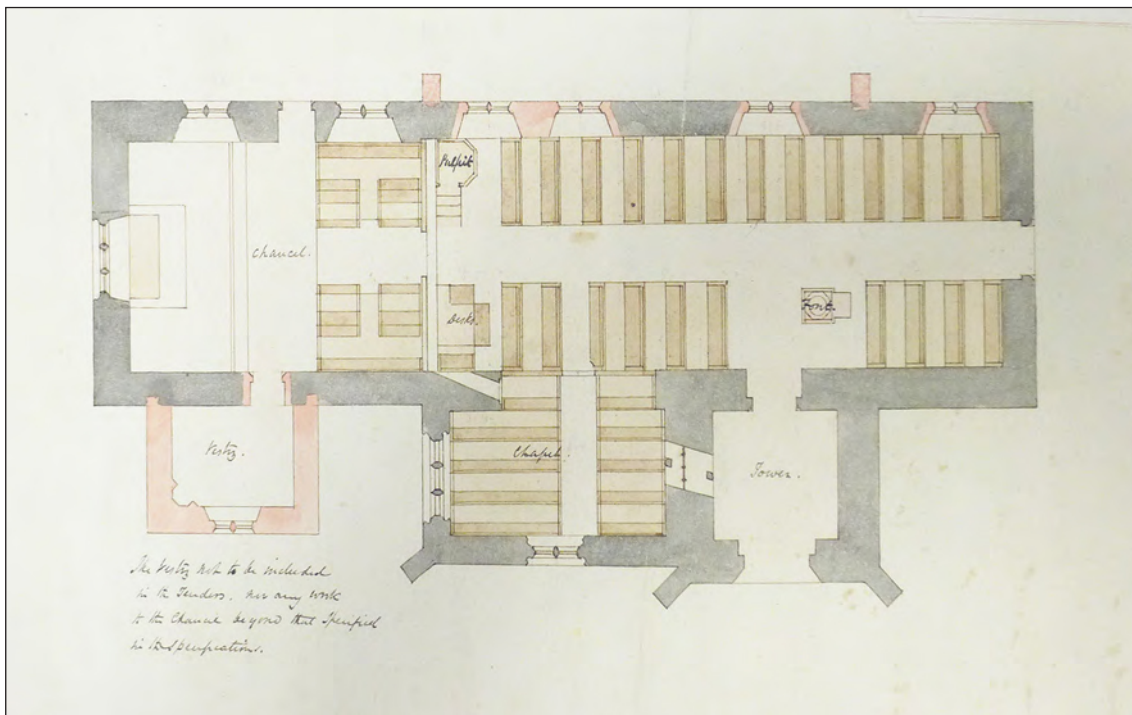 Pulpit
Chancel.
Desks.
Font.
Vestry.
Chapel.
Tower.
The Vestry not to be included
in the Tenders. nor any work
to the Chancel beyond that Specified
in the Specifications.